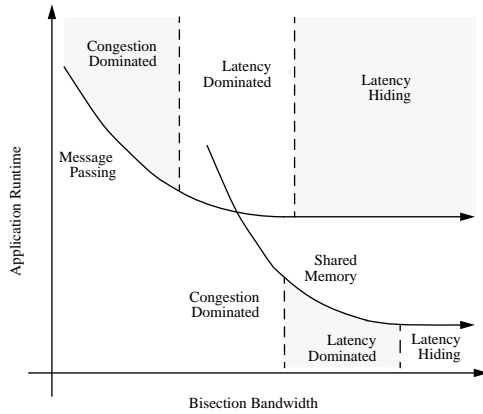 Congestion
Dominated
Latency
Dominated
Latency
Hiding
Message
Passing
Application Runtime
Shared
Memory
Congestion
Dominated
Latency
Dominated
Latency
Hiding
Bisection Bandwidth